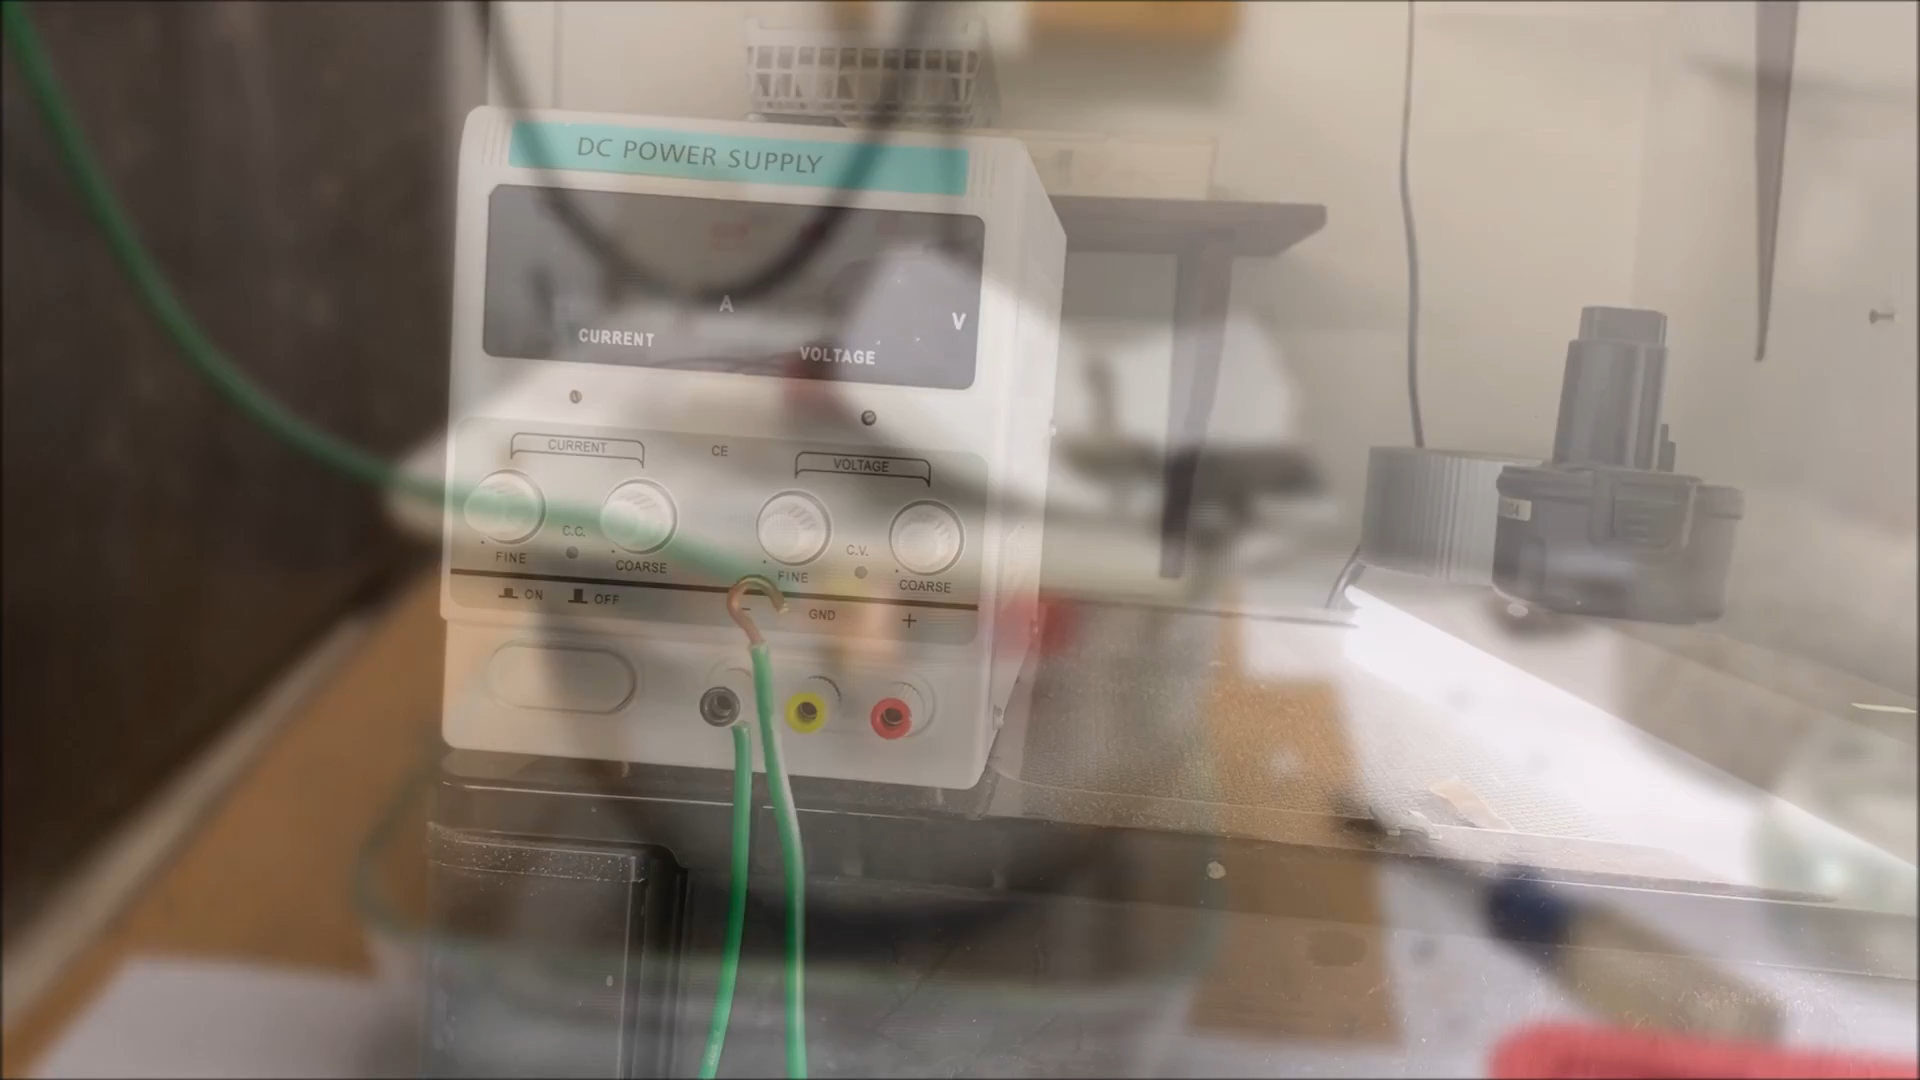 DC POWER SUPPLY
A
V
CURRENT
VOLTAGE
CURRENT
CE
VOLTAGE
C.C.
C.V.
FINE
COARSE
FINE
COARSE
ON
OFF
-
GND
+